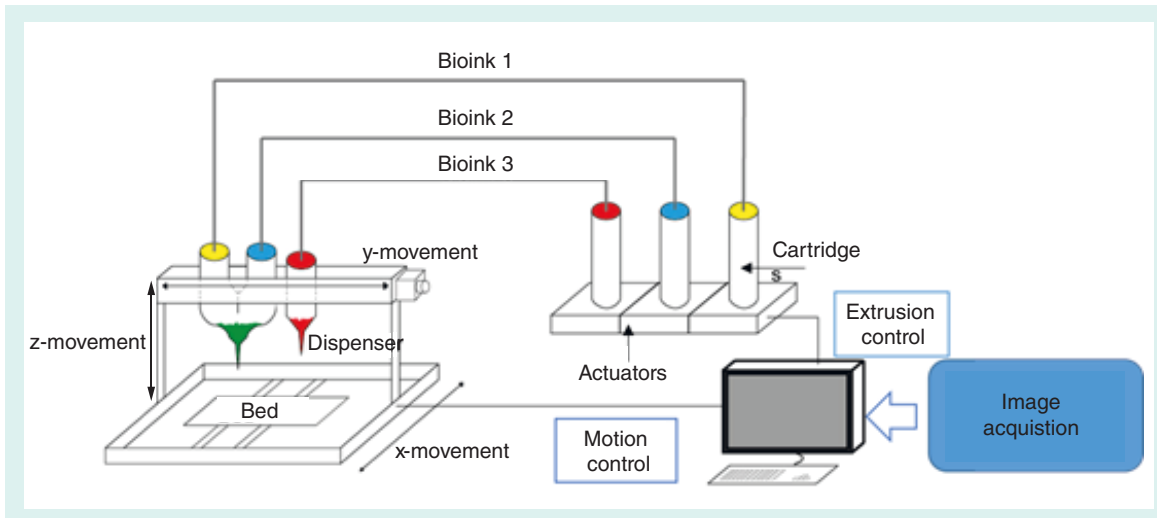 Bioink 1
Bioink 2
Bioink 3
y-movement
Cartridge
s
z-movement
Dispenser
Extrusion
control
Actuators
Bed
Image
acquistion
Motion
control
x-movement